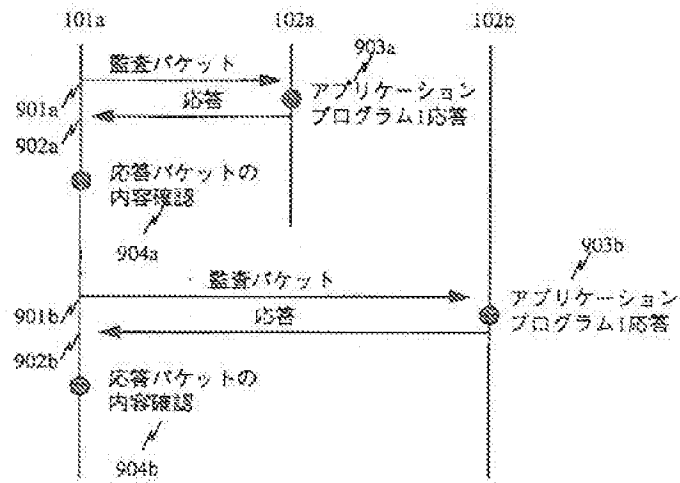 101a 102a 102b
903a
監査パケット
アプリケーション
プログラム1応答
901a
応答
902a
応答パケットの
内容確認
904a
903b
監査パケット
アプリケーション
プログラム1応答
901b
応答
902b
応答パケットの
内容確認
904b